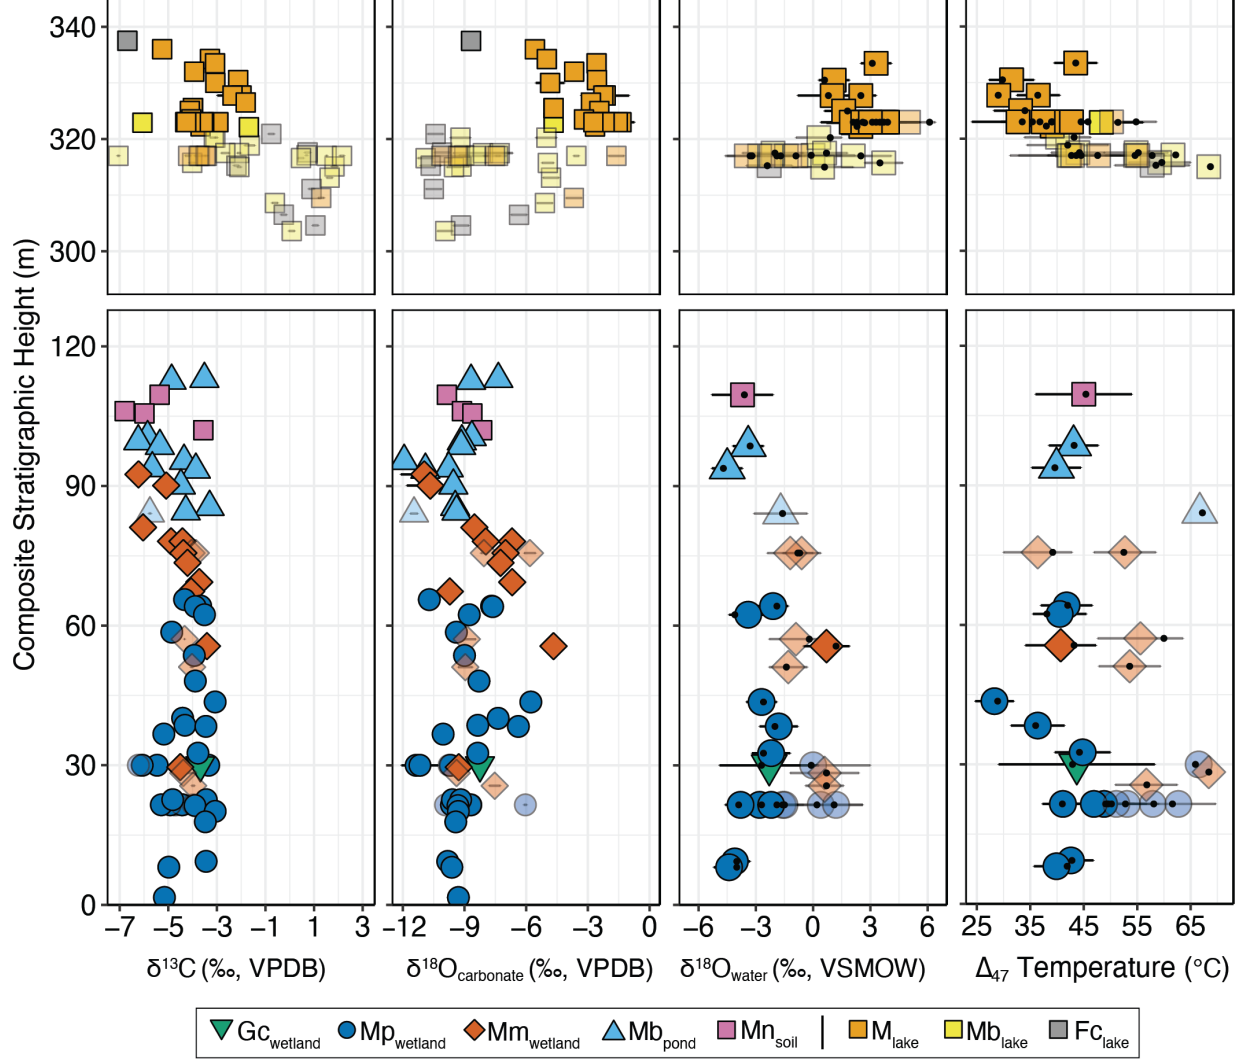 340
320
300
120
90
60
30
0
Composite Stratigraphic Height (m)
−7 −5 −3 −1 1 3
−12 −9 −6 −3 0
−6 −3 0 3 6
25 35 45 55 65
δ¹³C (‰, VPDB)
δ¹⁸Ocarbonate (‰, VPDB)
δ¹⁸Owater (‰, VSMOW)
Δ₄₇ Temperature (°C)
Gcwetland Mpwetland Mmwetland Mbpond Mnsoil | Mlake Mblake Fclake